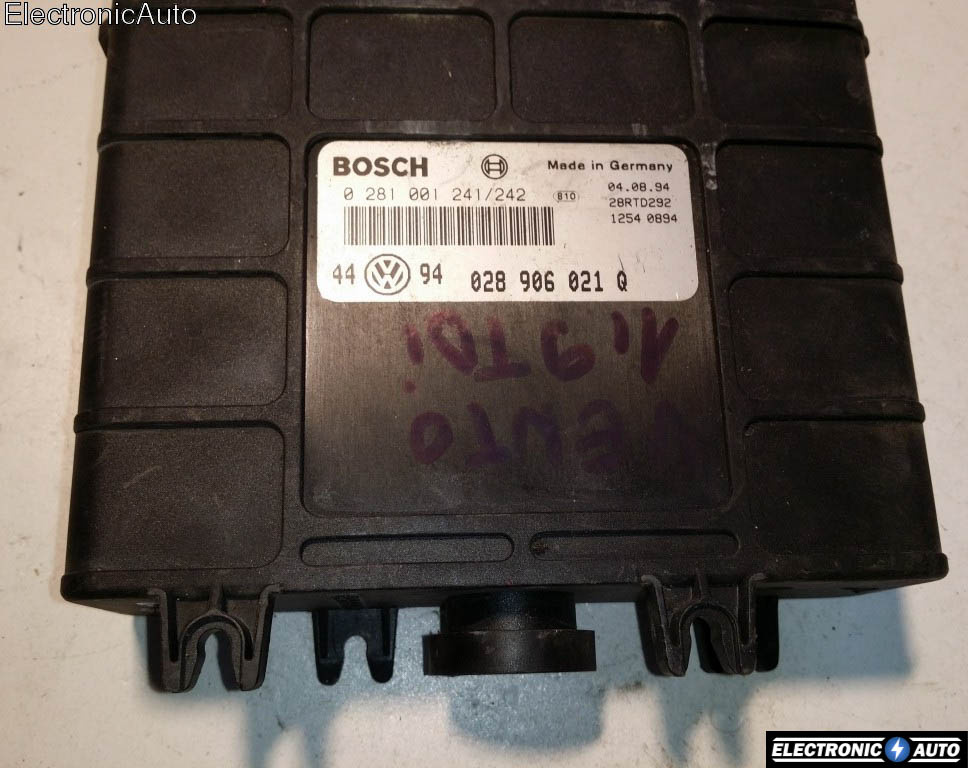 ElectronicAuto
BOSCH
Made in Germany
0 281 001 241/242
B10
04.08.94
28RTD292
1254 0894
44 VW 94 028 906 021 Q
VENTO
1,9TDi
ELECTRONIC AUTO